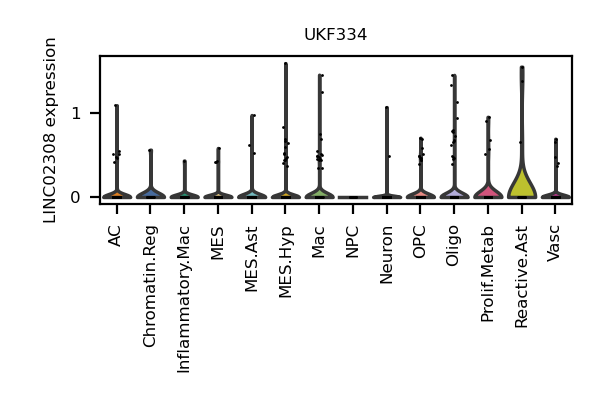 UKF334
LINC02308 expression
1
0
AC
Chromatin.Reg
Inflammatory.Mac
MES
MES.Ast
MES.Hyp
Mac
NPC
Neuron
OPC
Oligo
Prolif.Metab
Reactive.Ast
Vasc